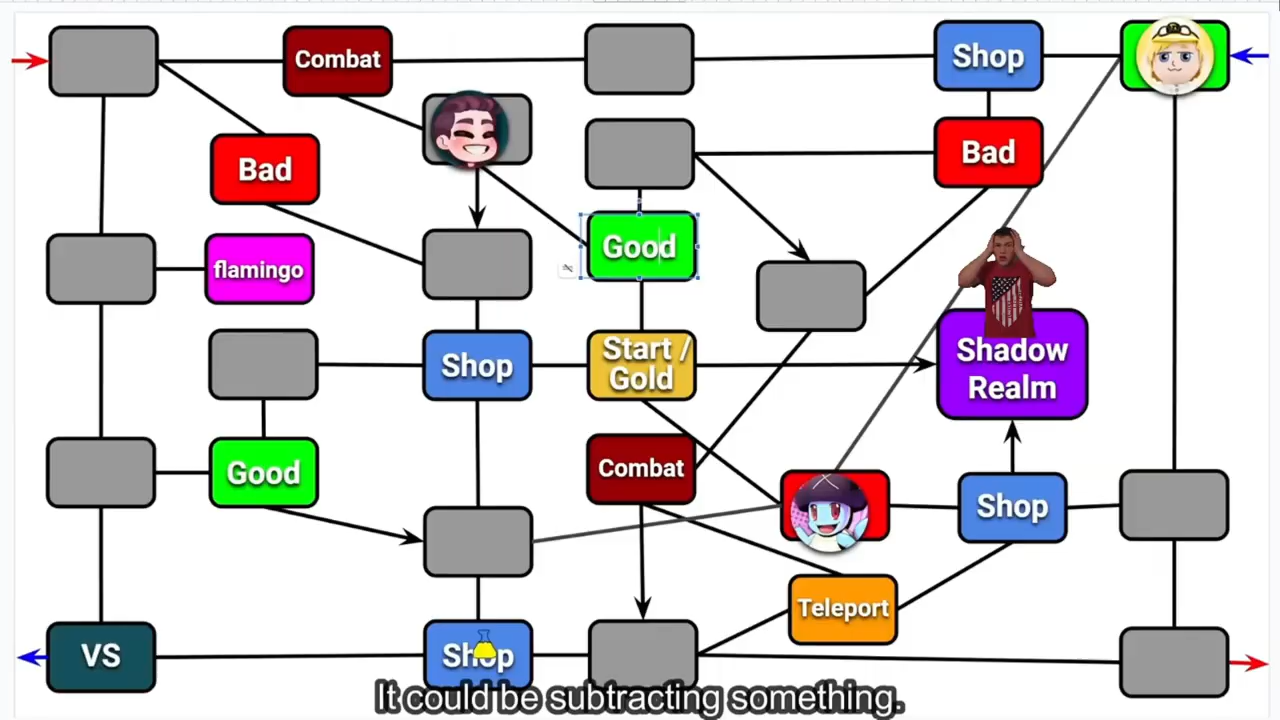 Combat
Shop
Bad
Bad
Good
flamingo
Shop
Start /
Gold
Shadow
Realm
Combat
Good
Shop
Teleport
VS
Shop
It could be subtracting something.